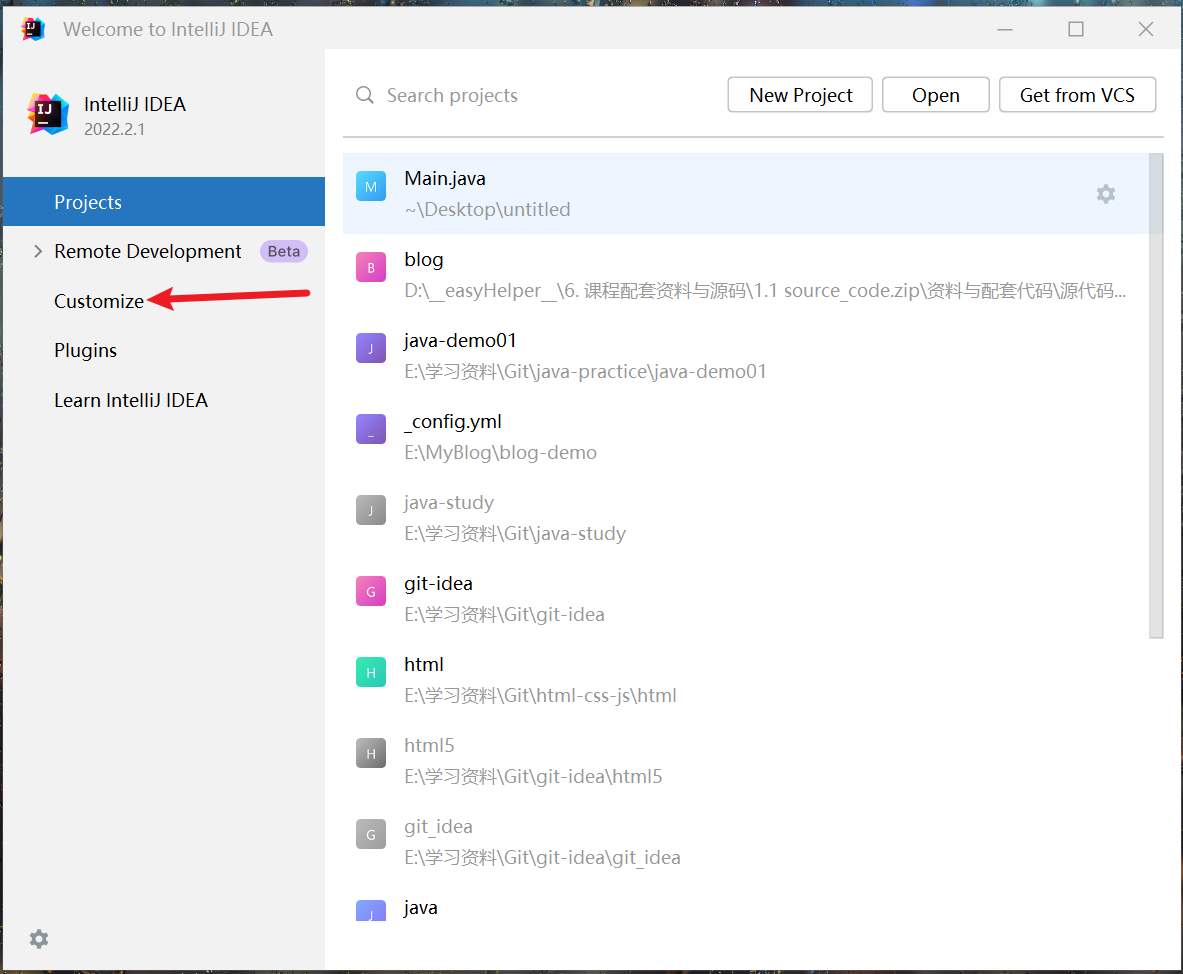 Welcome to IntelliJ IDEA
IntelliJ IDEA
2022.2.1
Projects
Remote Development Beta
Customize
Plugins
Learn IntelliJ IDEA
Search projects
New Project
Open
Get from VCS
M
Main.java
~\Desktop\untitled
B
blog
D:\__easyHelper__\6. 课程配套资料与源码\1.1 source_code.zip\资料与配套代码\源代码...
J
java-demo01
E:\学习资料\Git\java-practice\java-demo01
_
_config.yml
E:\MyBlog\blog-demo
J
java-study
E:\学习资料\Git\java-study
G
git-idea
E:\学习资料\Git\git-idea
H
html
E:\学习资料\Git\html-css-js\html
H
html5
E:\学习资料\Git\git-idea\html5
G
git_idea
E:\学习资料\Git\git-idea\git_idea
J
java